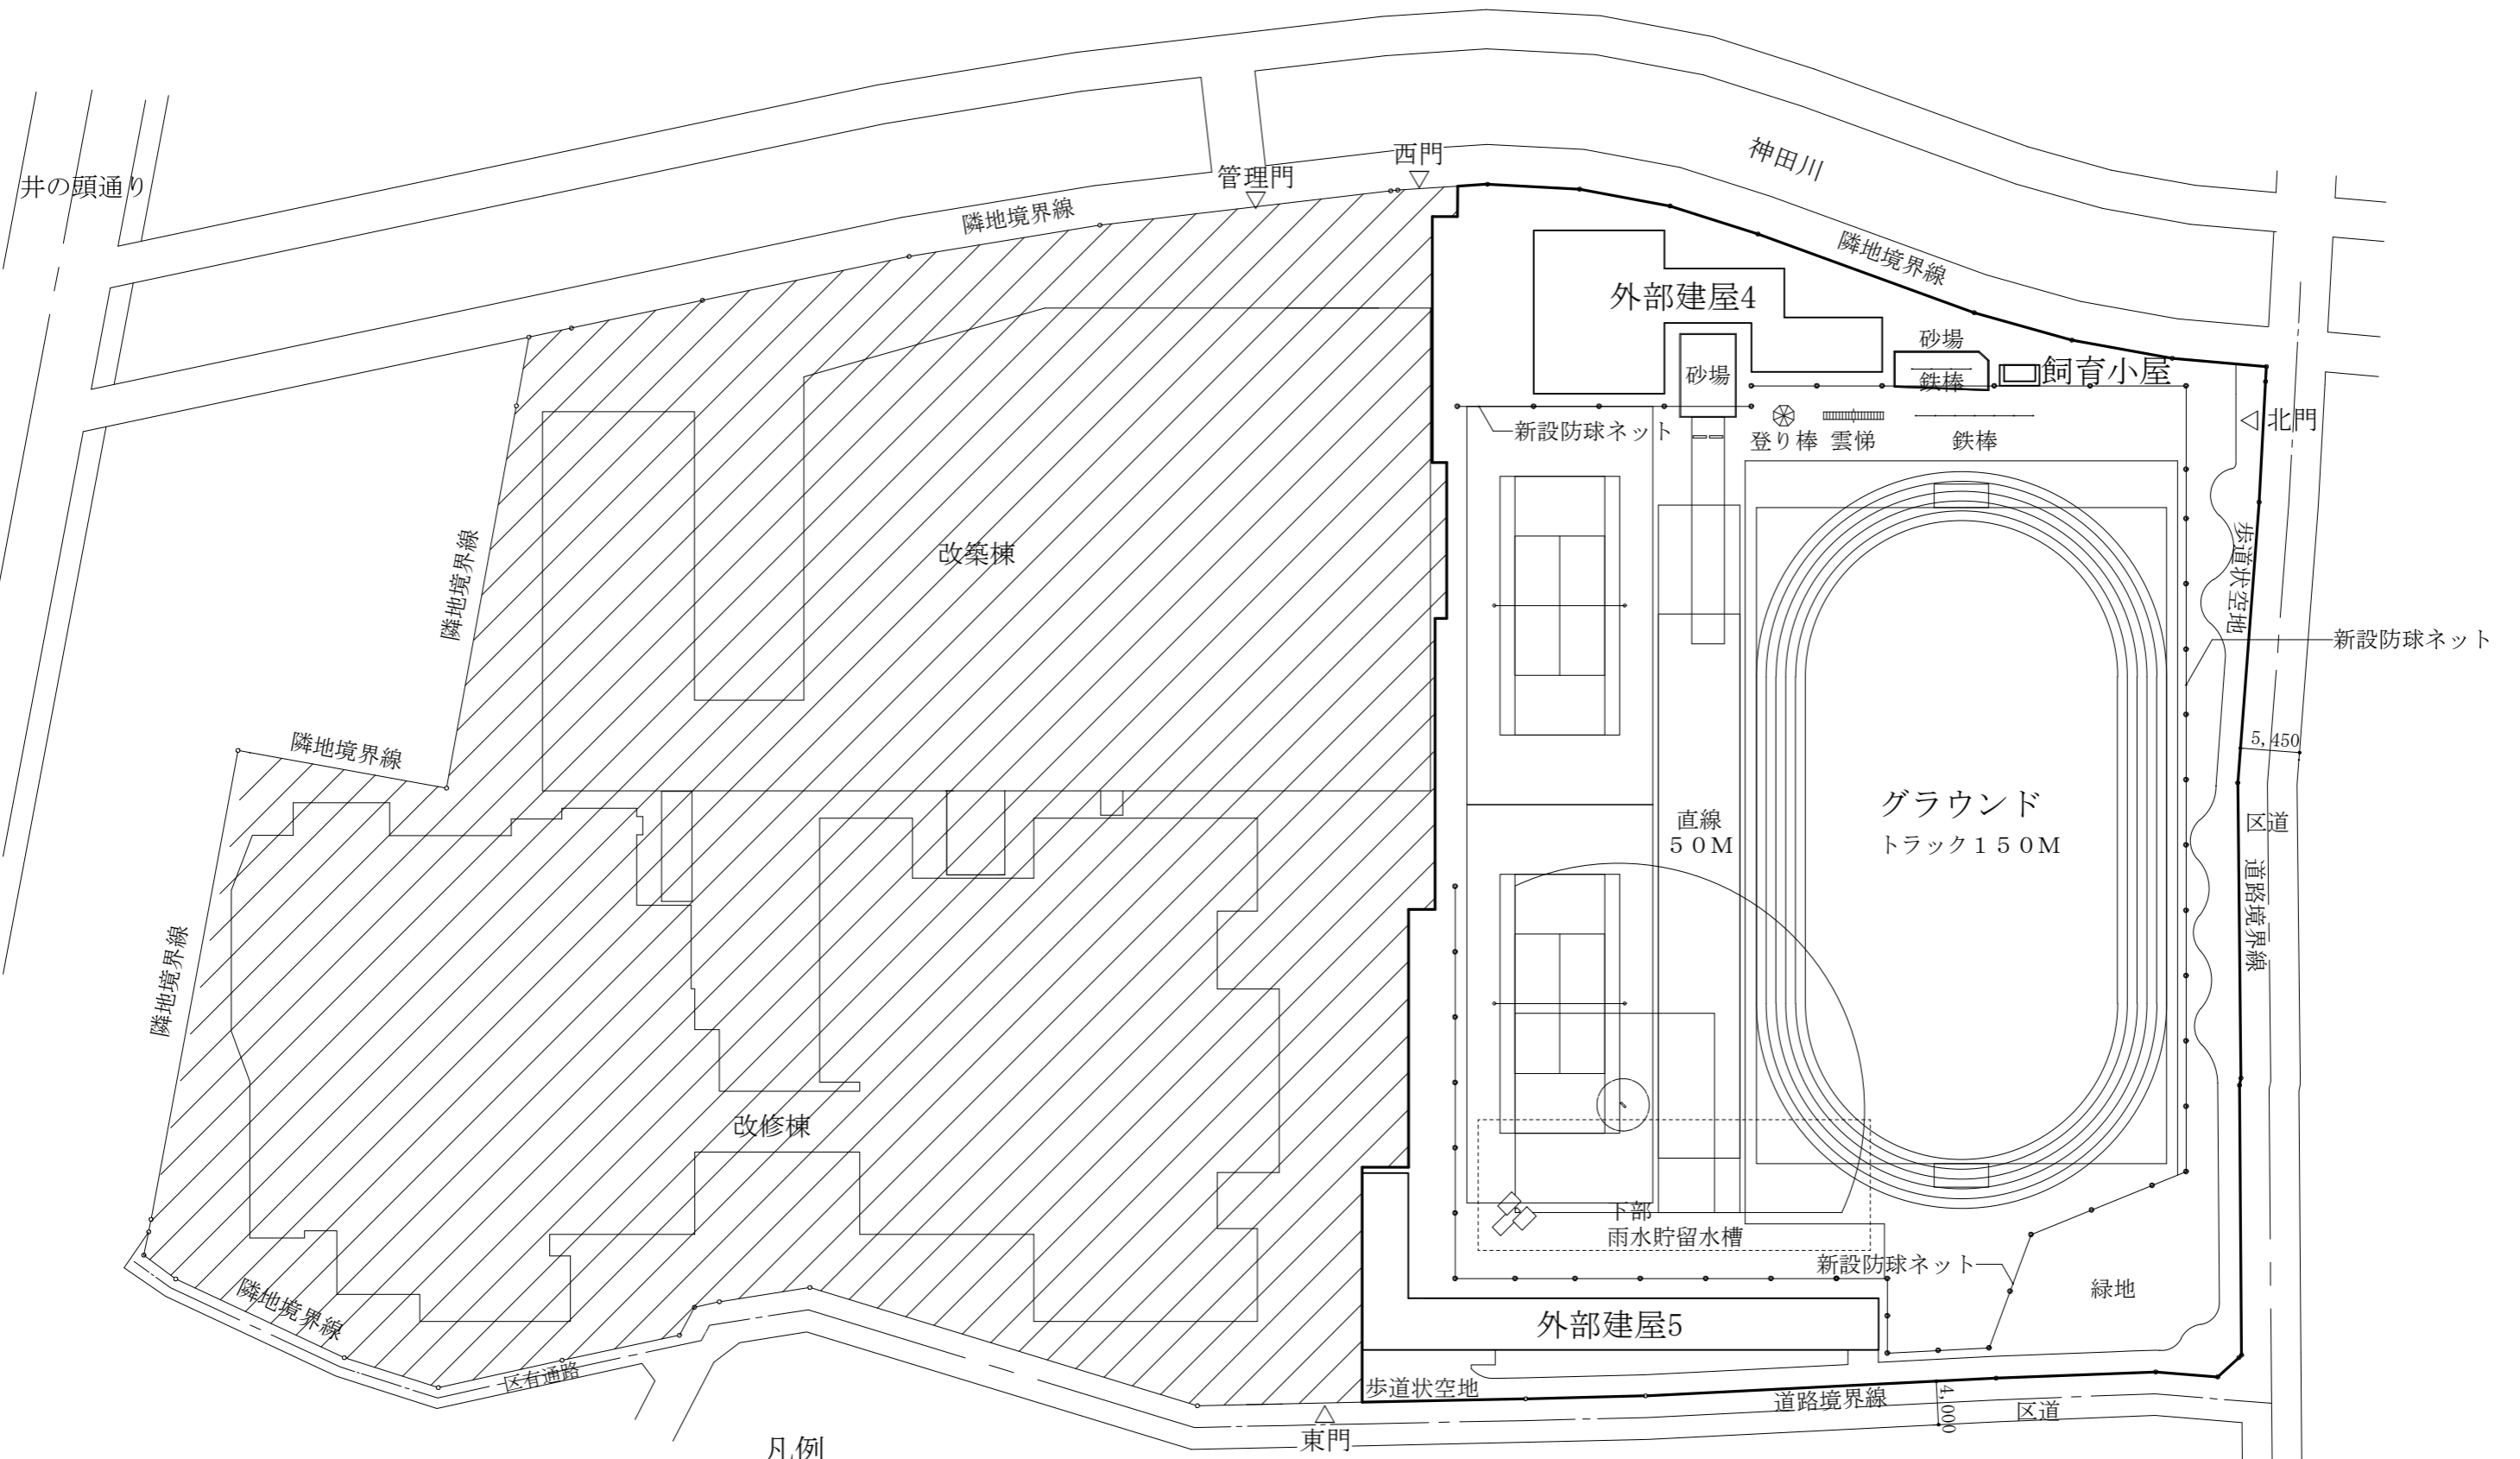 井の頭通り
管理門
西門
神田川
隣地境界線
隣地境界線
外部建屋4
砂場
砂場
鉄棒
飼育小屋
北門
新設防球ネット
登り棒
雲悌
鉄棒
隣地境界線
改築棟
歩道状空地
新設防球ネット
隣地境界線
5,450
グラウンド
トラック150M
直線
50M
区道
道路境界線
隣地境界線
改修棟
下部
雨水貯留水槽
新設防球ネット
緑地
隣地境界線
外部建屋5
区有通路
歩道状空地
道路境界線
4,000
区道
東門
凡例